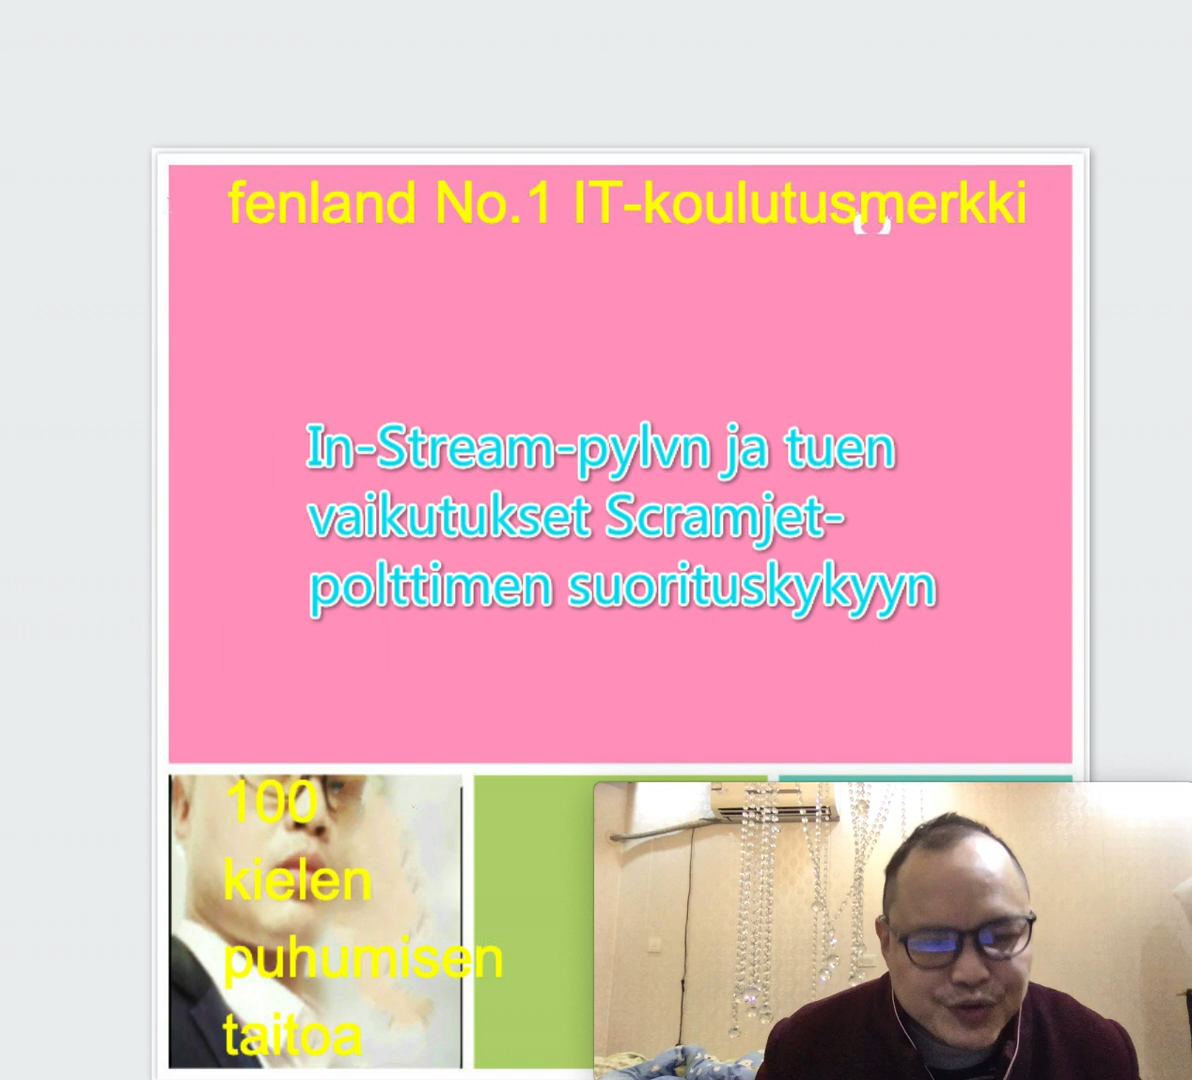 fenland No.1 IT-koulutusmerkki
In-Stream-pylvn ja tuen
vaikutukset Scramjet-
polttimen suorituskykyyn
100
kielen
puhumisen
taitoa